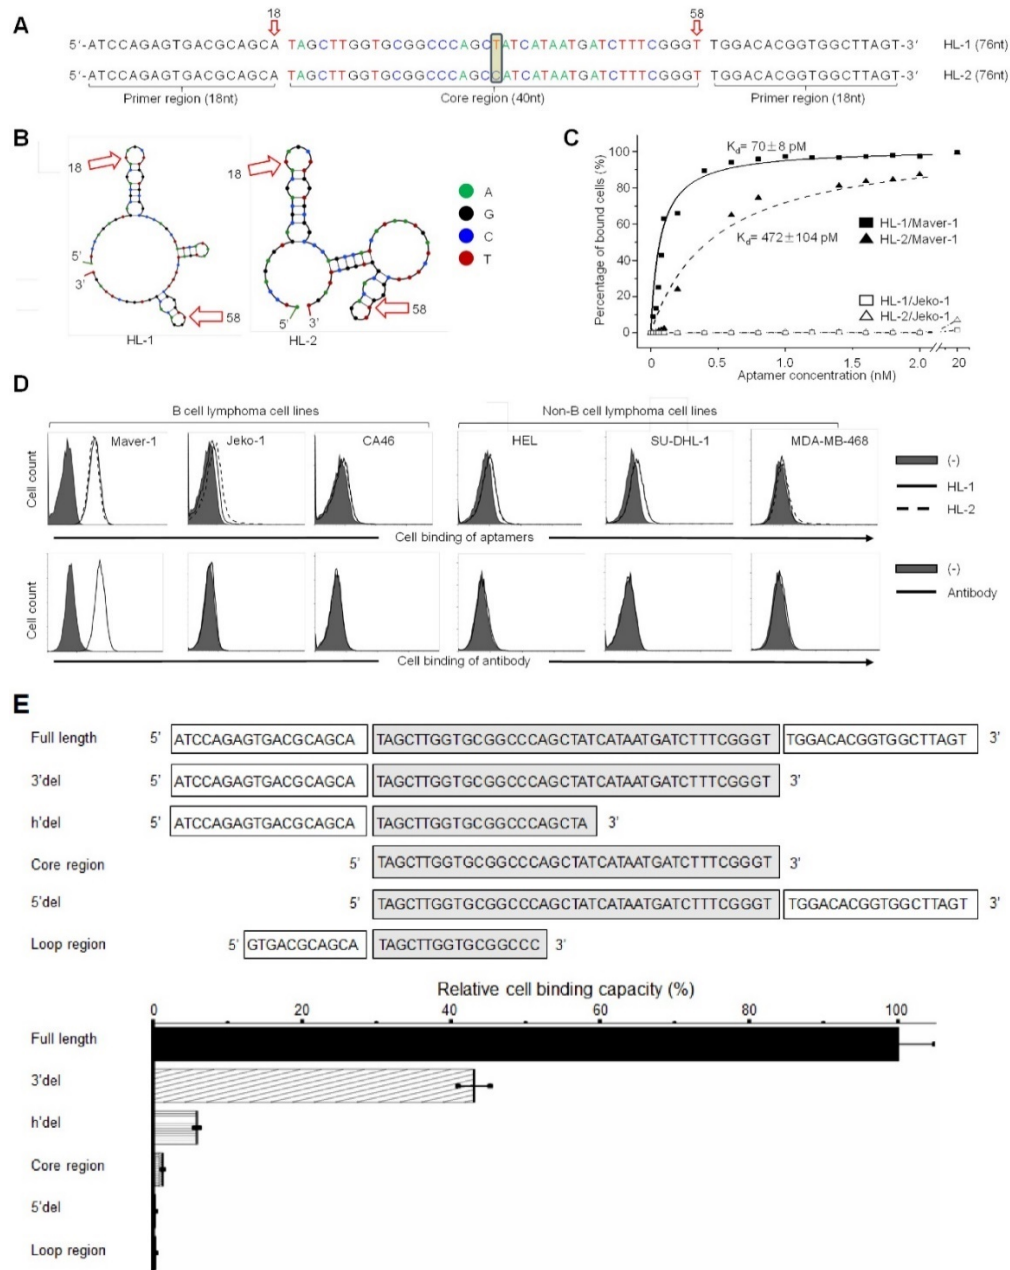 A
18
58
5'-ATCCAGAGTGACGCAGCA TAGCTTGGTGCGGCCCAGCTATCATAATGATCTTTCGGGT TGGACACGGTGGCTTAGT-3'
HL-1 (76nt)
5'-ATCCAGAGTGACGCAGCA TAGCTTGGTGCGGCCCAGCCATCATAATGATCTTTCGGGT TGGACACGGTGGCTTAGT-3'
HL-2 (76nt)
Primer region (18nt)
Core region (40nt)
Primer region (18nt)
B
18
5'
3'
58
HL-1
18
5'
3'
58
HL-2
A
G
C
T
C
Percentage of bound cells (%)
100
80
60
40
20
0
Kd= 70±8 pM
Kd= 472±104 pM
HL-1/Maver-1
HL-2/Maver-1
HL-1/Jeko-1
HL-2/Jeko-1
0 0.5 1.0 1.5 2.0 20
Aptamer concentration (nM)
D
B cell lymphoma cell lines
Non-B cell lymphoma cell lines
Cell count
Maver-1
Jeko-1
CA46
HEL
SU-DHL-1
MDA-MB-468
(-)
HL-1
HL-2
Cell binding of aptamers
Cell count
(-)
Antibody
Cell binding of antibody
E
Full length 5' ATCCAGAGTGACGCAGCA TAGCTTGGTGCGGCCCAGCTATCATAATGATCTTTCGGGT TGGACACGGTGGCTTAGT 3'
3'del 5' ATCCAGAGTGACGCAGCA TAGCTTGGTGCGGCCCAGCTATCATAATGATCTTTCGGGT 3'
h'del 5' ATCCAGAGTGACGCAGCA TAGCTTGGTGCGGCCCAGCTA 3'
Core region 5' TAGCTTGGTGCGGCCCAGCTATCATAATGATCTTTCGGGT 3'
5'del 5' TAGCTTGGTGCGGCCCAGCTATCATAATGATCTTTCGGGT TGGACACGGTGGCTTAGT 3'
Loop region 5' GTGACGCAGCA TAGCTTGGTGCGGCCC 3'
Relative cell binding capacity (%)
0 20 40 60 80 100
Full length
3'del
h'del
Core region
5'del
Loop region